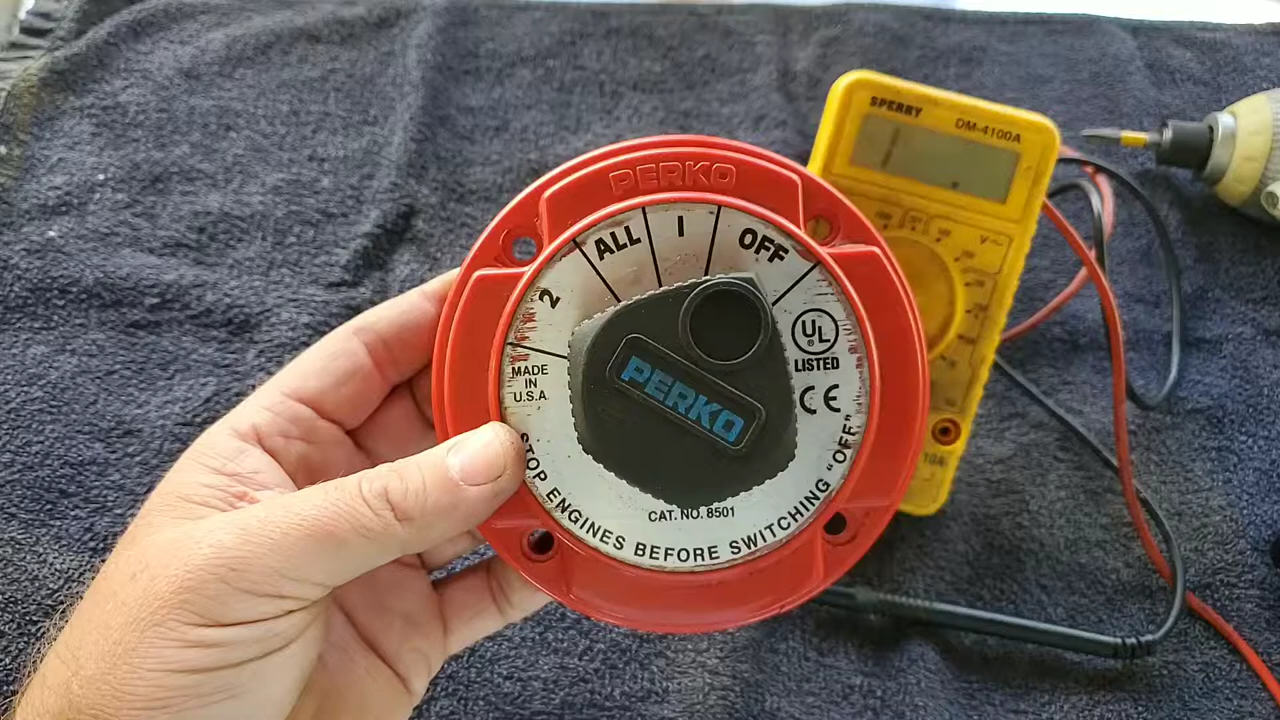 SPERRY
DM-4100A
PERKO
ALL
I
OFF
2
UL
®
LISTED
MADE
IN
U.S.A.
CE
PERKO
CAT. NO. 8501
STOP ENGINES BEFORE SWITCHING "OFF"
V~
10A